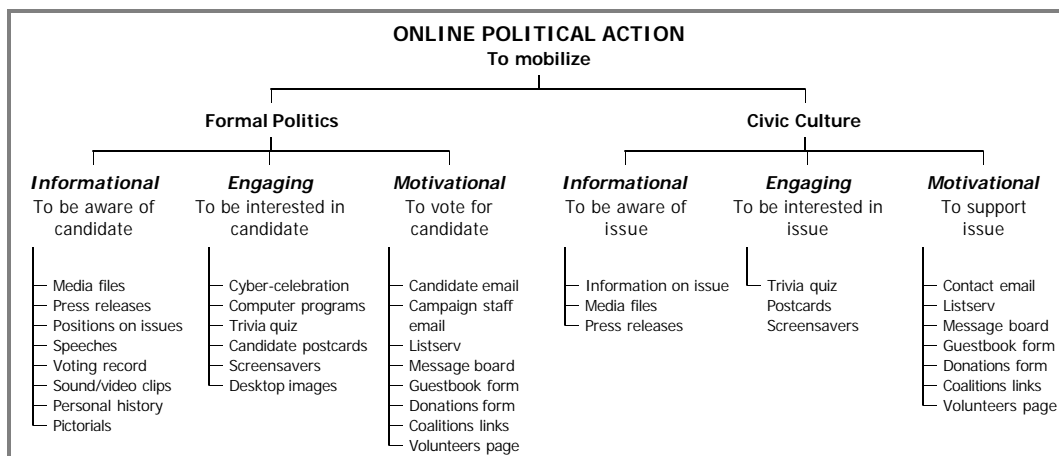 ONLINE POLITICAL ACTION
To mobilize
Formal Politics
Civic Culture
Informational
To be aware of
candidate
Media files
Press releases
Positions on issues
Speeches
Voting record
Sound/video clips
Personal history
Pictorials
Engaging
To be interested in
candidate
Cyber-celebration
Computer programs
Trivia quiz
Candidate postcards
Screensavers
Desktop images
Motivational
To vote for
candidate
Candidate email
Campaign staff
email
Listserv
Message board
Guestbook form
Donations form
Coalitions links
Volunteers page
Informational
To be aware of
issue
Information on issue
Media files
Press releases
Engaging
To be interested in
issue
Trivia quiz
Postcards
Screensavers
Motivational
To support
issue
Contact email
Listserv
Message board
Guestbook form
Donations form
Coalitions links
Volunteers page